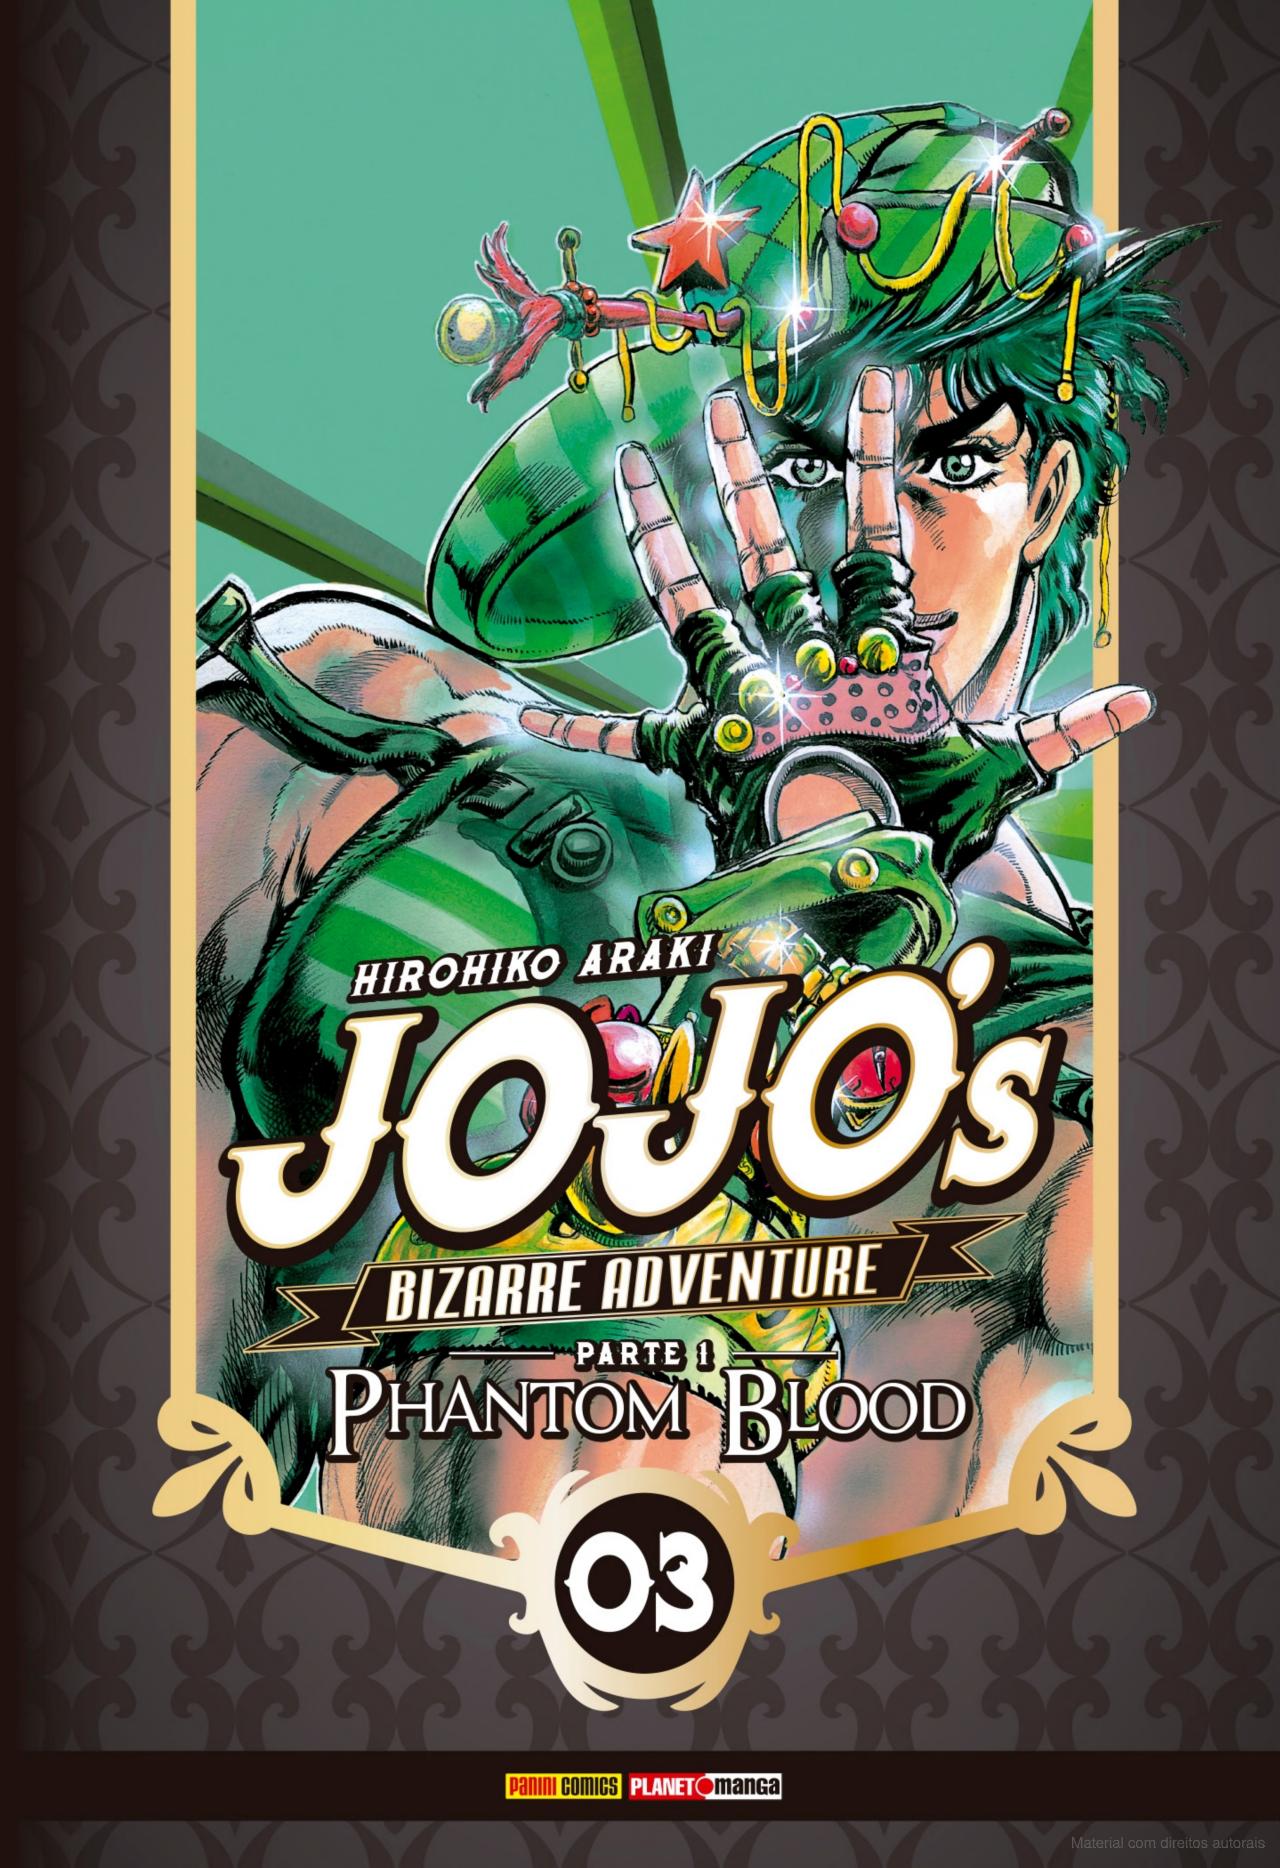 HIROHIKO ARAKI
JOJO's
BIZARRE ADVENTURE
PARTE 1
PHANTOM BLOOD
03
PANINI COMICS PLANET manga
Material com direitos autorais